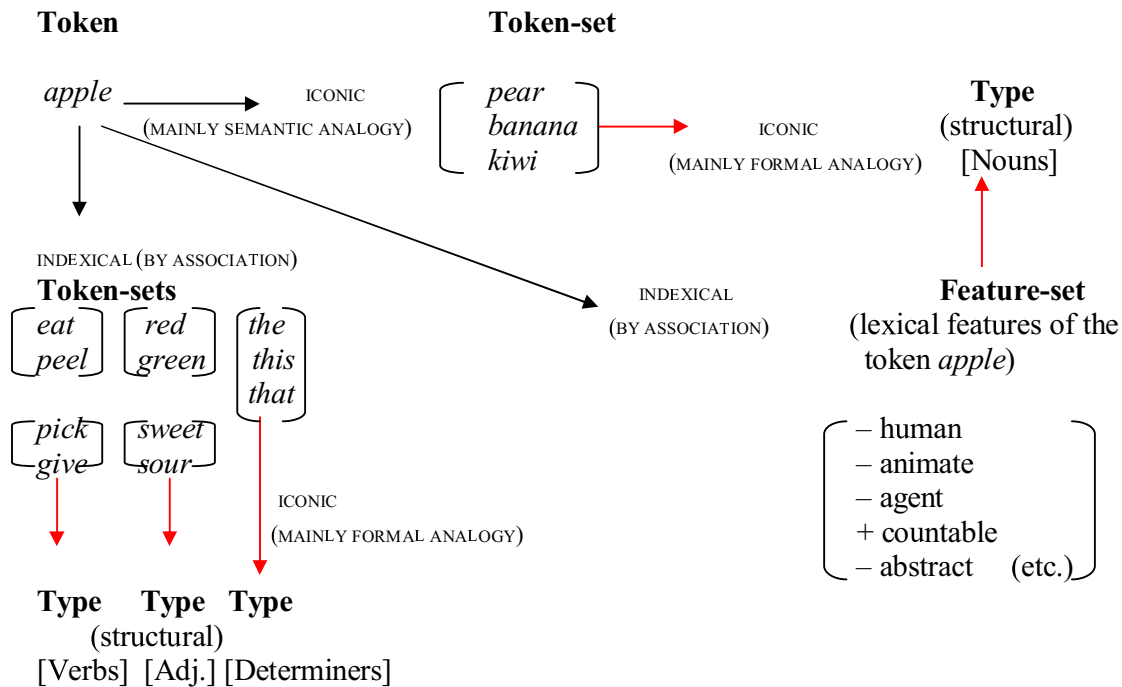 Token
Token-set
apple
ICONIC
(MAINLY SEMANTIC ANALOGY)
pear
banana
kiwi
ICONIC
(MAINLY FORMAL ANALOGY)
Type
(structural)
[Nouns]
INDEXICAL (BY ASSOCIATION)
Token-sets
eat
peel
red
green
the
this
that
pick
give
sweet
sour
ICONIC
(MAINLY FORMAL ANALOGY)
Type Type Type
(structural)
[Verbs] [Adj.] [Determiners]
INDEXICAL
(BY ASSOCIATION)
Feature-set
(lexical features of the
token apple)
– human
– animate
– agent
+ countable
– abstract (etc.)